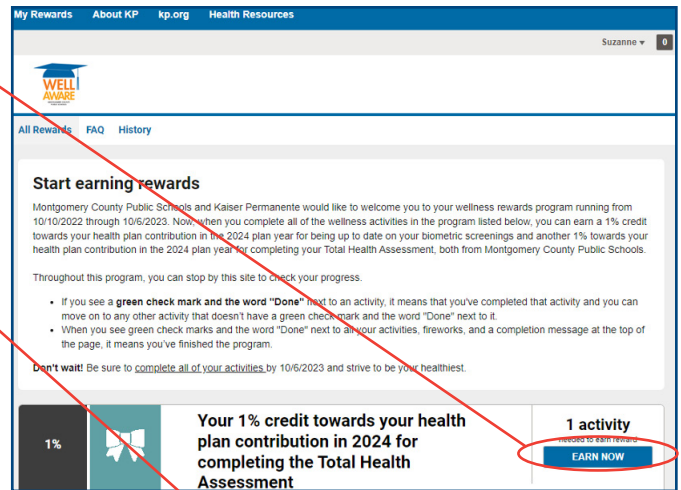 My Rewards About KP kp.org Health Resources
Suzanne 0
WELL
AWARE
All Rewards FAQ History
Start earning rewards
Montgomery County Public Schools and Kaiser Permanente would like to welcome you to your wellness rewards program running from
10/10/2022 through 10/6/2023. Now, when you complete all of the wellness activities in the program listed below, you can earn a 1% credit
towards your health plan contribution in the 2024 plan year for being up to date on your biometric screenings and another 1% towards your
health plan contribution in the 2024 plan year for completing your Total Health Assessment, both from Montgomery County Public Schools.
Throughout this program, you can stop by this site to check your progress.
• If you see a green check mark and the word "Done" next to an activity, it means that you've completed that activity and you can
move on to any other activity that doesn't have a green check mark and the word "Done" next to it.
• When you see green check marks and the word "Done" next to all your activities, fireworks, and a completion message at the top of
the page, it means you've finished the program.
Don't wait! Be sure to complete all of your activities by 10/6/2023 and strive to be your healthiest.
1%
Your 1% credit towards your health
plan contribution in 2024 for
completing the Total Health
Assessment
1 activity
needed to earn reward
EARN NOW